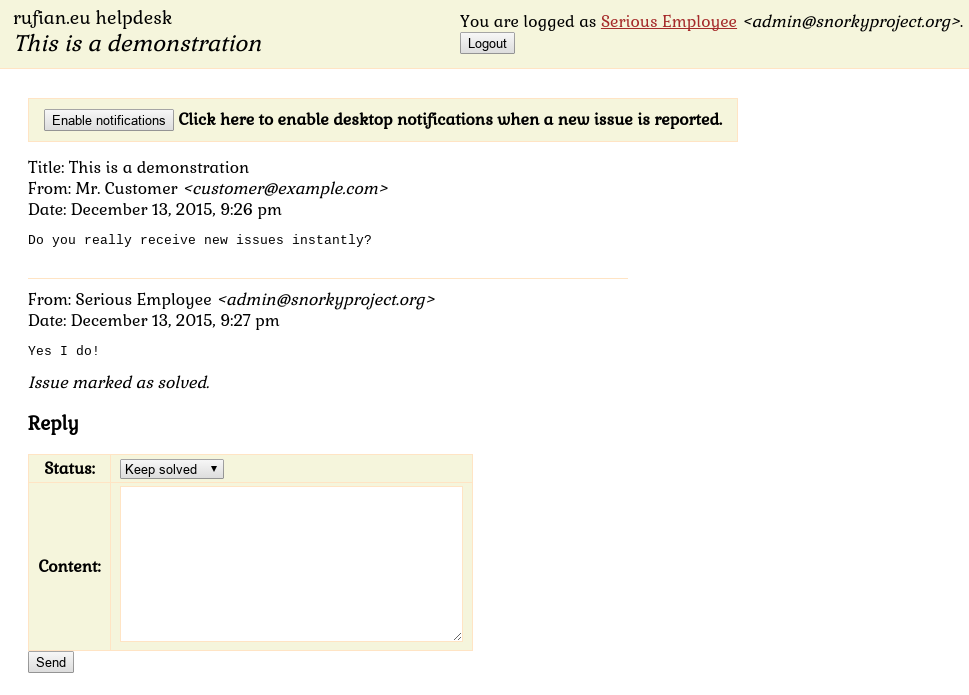 rufian.eu helpdesk
This is a demonstration
You are logged as Serious Employee <admin@snorkyproject.org>.
Logout
Enable notifications Click here to enable desktop notifications when a new issue is reported.
Title: This is a demonstration
From: Mr. Customer <customer@example.com>
Date: December 13, 2015, 9:26 pm
Do you really receive new issues instantly?
From: Serious Employee <admin@snorkyproject.org>
Date: December 13, 2015, 9:27 pm
Yes I do!
Issue marked as solved.
Reply
Status: Keep solved
Content:
Send